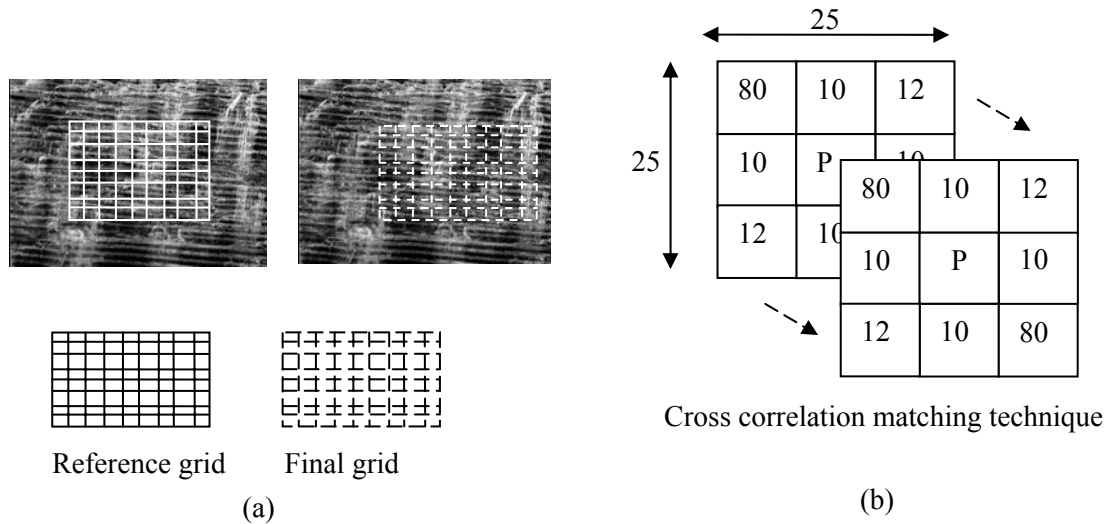 Reference grid
Final grid
(a)
25
25
80 10 12
10 P 10
12 10
80 10 12
10 P 10
12 10 80
Cross correlation matching technique
(b)